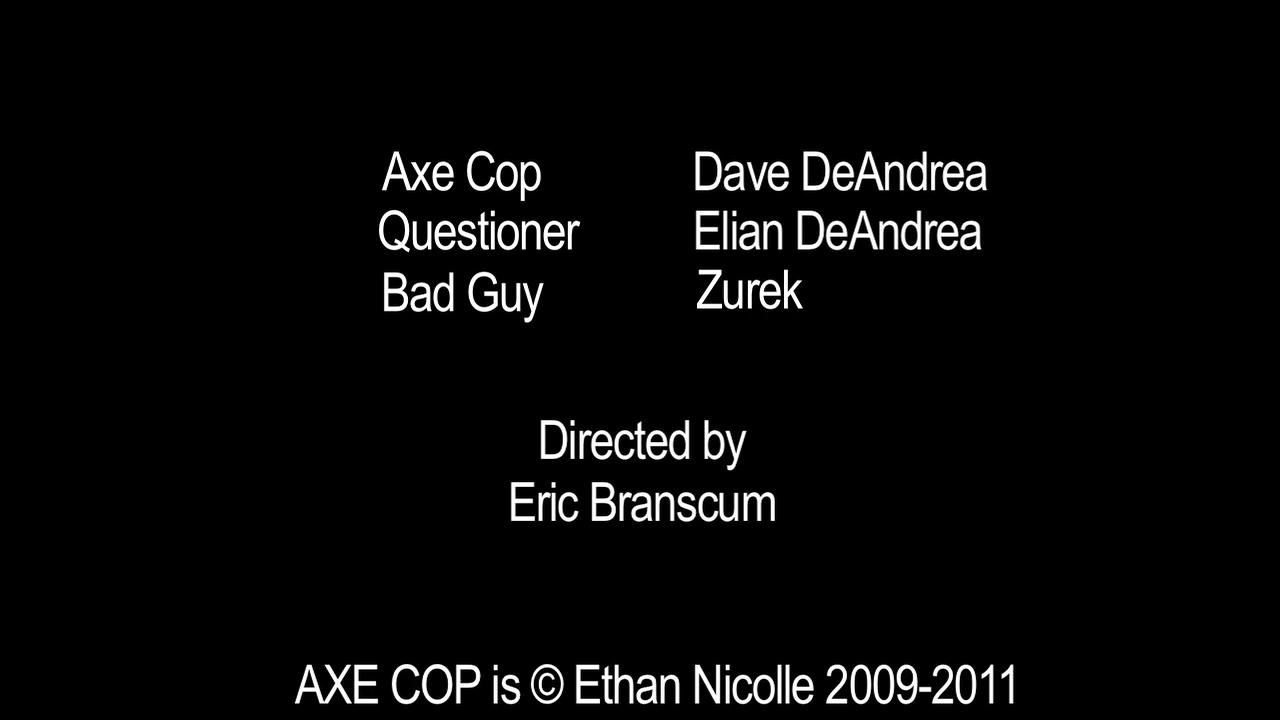 Axe Cop Dave DeAndrea
Questioner Elian DeAndrea
Bad Guy Zurek
Directed by
Eric Branscum
AXE COP is © Ethan Nicolle 2009-2011